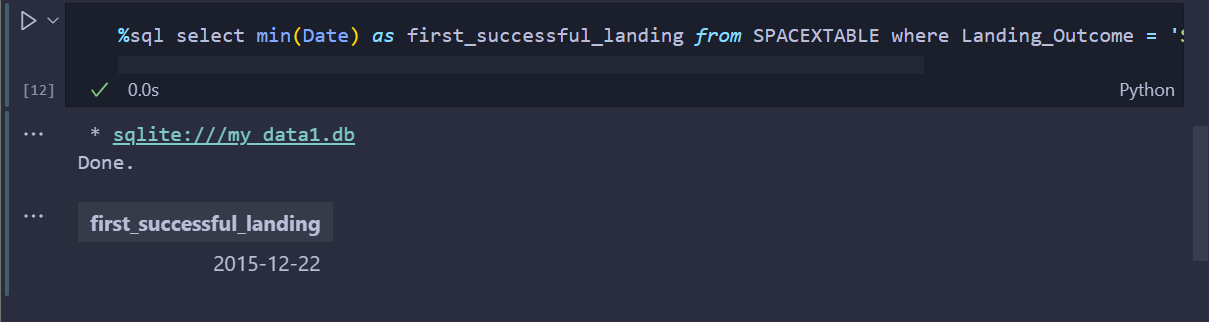 %sql select min(Date) as first_successful_landing from SPACEXTABLE where Landing_Outcome = '
[12]
0.0s
Python
* sqlite:///my_data1.db
Done.
first_successful_landing
2015-12-22